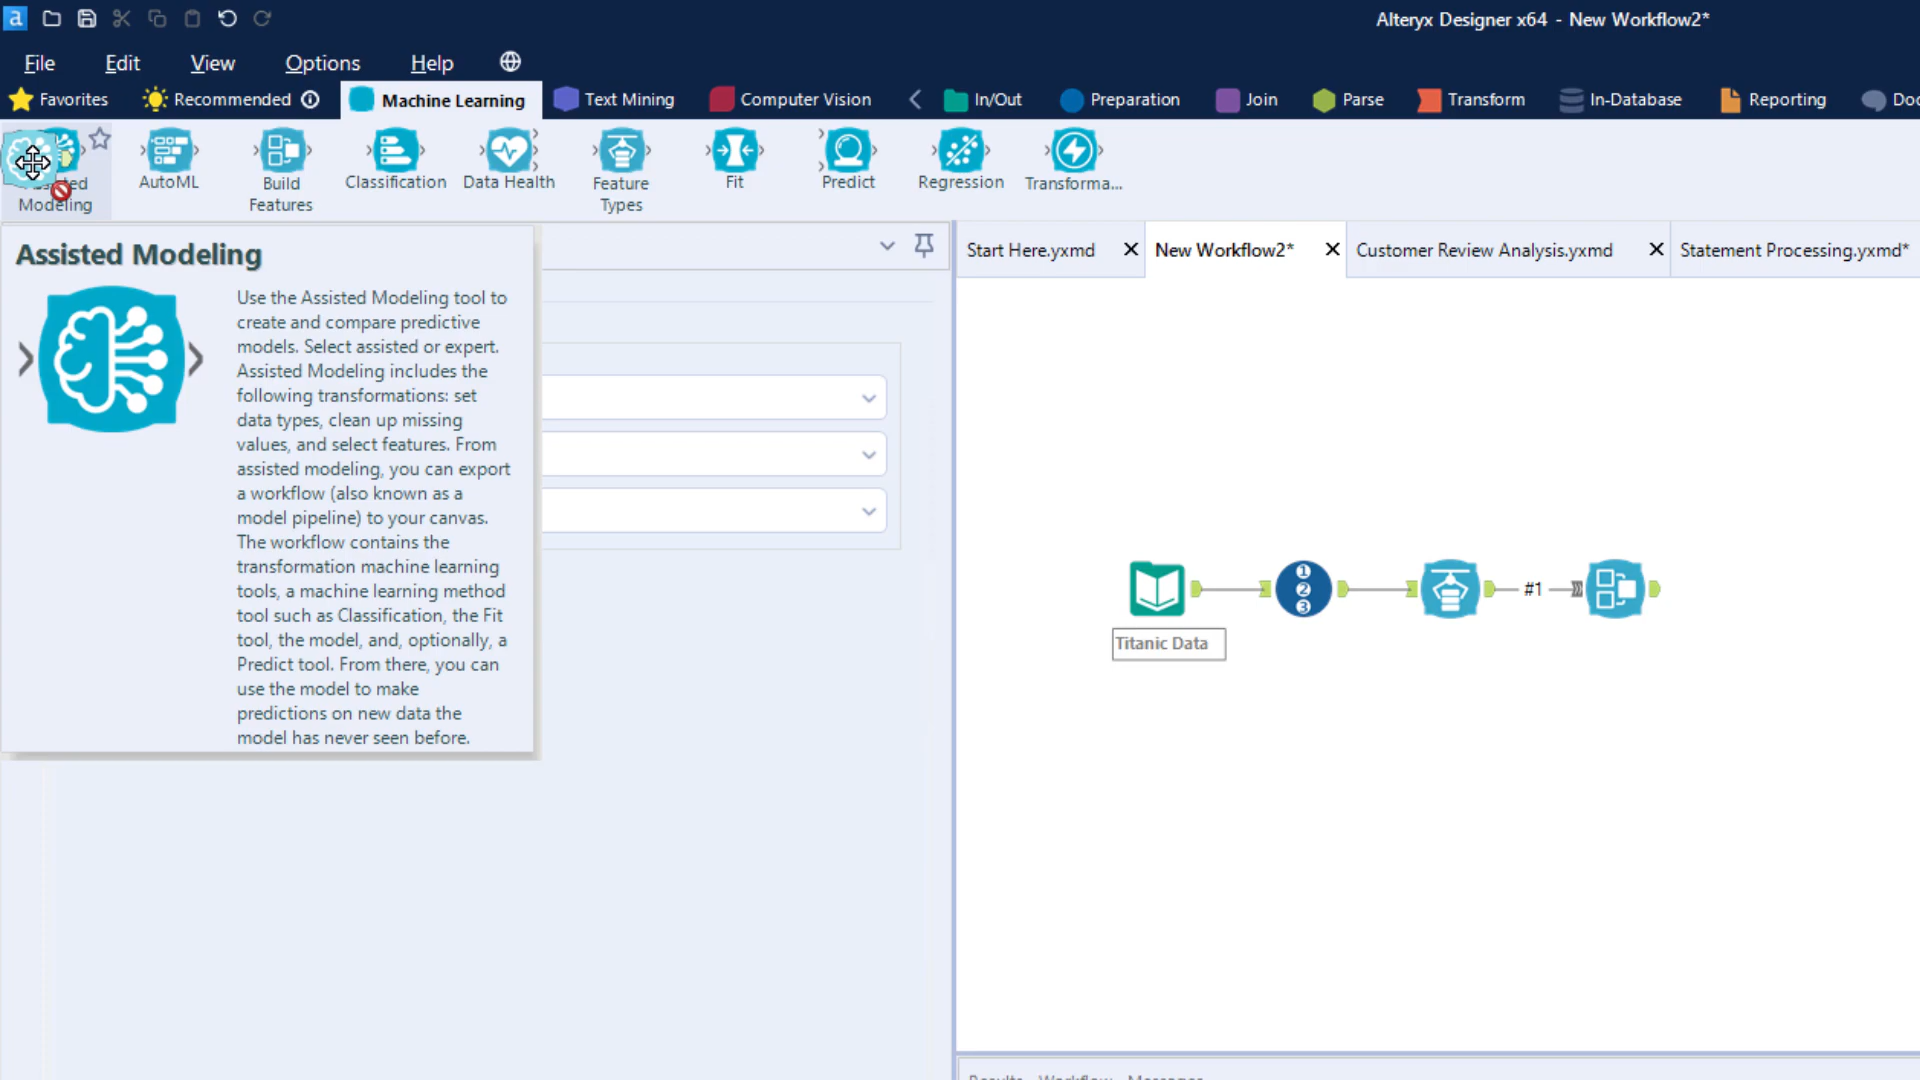 a
Alteryx Designer x64 - New Workflow2*
File Edit View Options Help
Favorites Recommended Machine Learning Text Mining Computer Vision In/Out Preparation Join Parse Transform In-Database Reporting
Modeling
AutoML
Build
Features
Classification
Data Health
Feature
Types
Fit
Predict
Regression
Transforma...
Assisted Modeling
Use the Assisted Modeling tool to
create and compare predictive
models. Select assisted or expert.
Assisted Modeling includes the
following transformations: set
data types, clean up missing
values, and select features. From
assisted modeling, you can export
a workflow (also known as a
model pipeline) to your canvas.
The workflow contains the
transformation machine learning
tools, a machine learning method
tool such as Classification, the Fit
tool, the model, and, optionally, a
Predict tool. From there, you can
use the model to make
predictions on new data the
model has never seen before.
Start Here.yxmd New Workflow2* Customer Review Analysis.yxmd Statement Processing.yxmd*
1
2
3
#1
Titanic Data